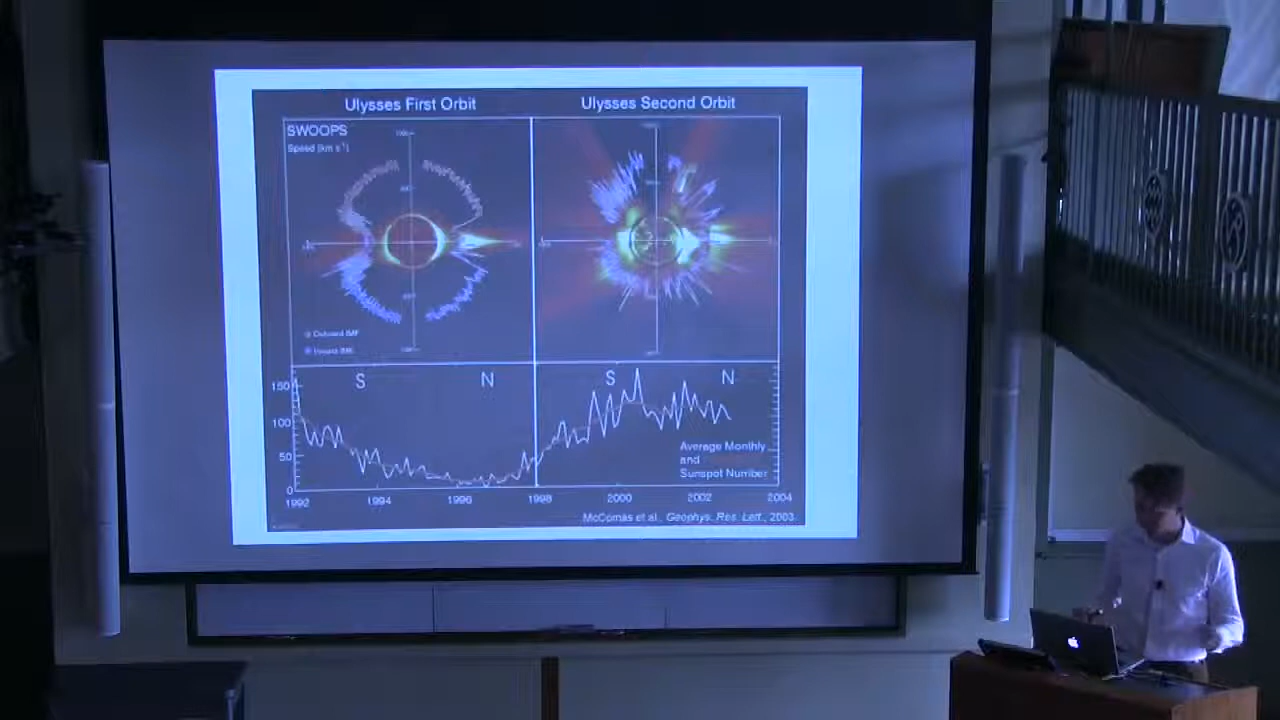 Ulysses First Orbit
Ulysses Second Orbit
SWOOPS
Speed (km s⁻¹)
Outward IMF
Inward IMF
S
N
S
N
150
100
50
0
Average Monthly
and
Sunspot Number
1992
1994
1996
1998
2000
2002
2004
McComas et al., Geophys. Res. Lett., 2003